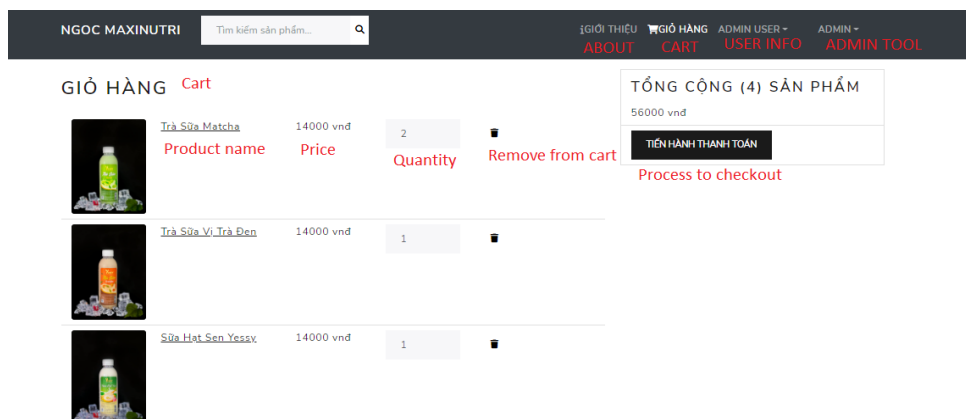 NGOC MAXINUTRI
Tìm kiếm sản phẩm...
GIỚI THIỆU GIỎ HÀNG ADMIN USER ADMIN
ABOUT CART USER INFO ADMIN TOOL
GIỎ HÀNG Cart
Trà Sữa Matcha 14000 vnđ 2
Product name Price Quantity Remove from cart
Trà Sữa Vị Trà Đen 14000 vnđ 1
Sữa Hạt Sen Yessy 14000 vnđ 1
TỔNG CỘNG (4) SẢN PHẨM
56000 vnđ
TIẾN HÀNH THANH TOÁN
Process to checkout